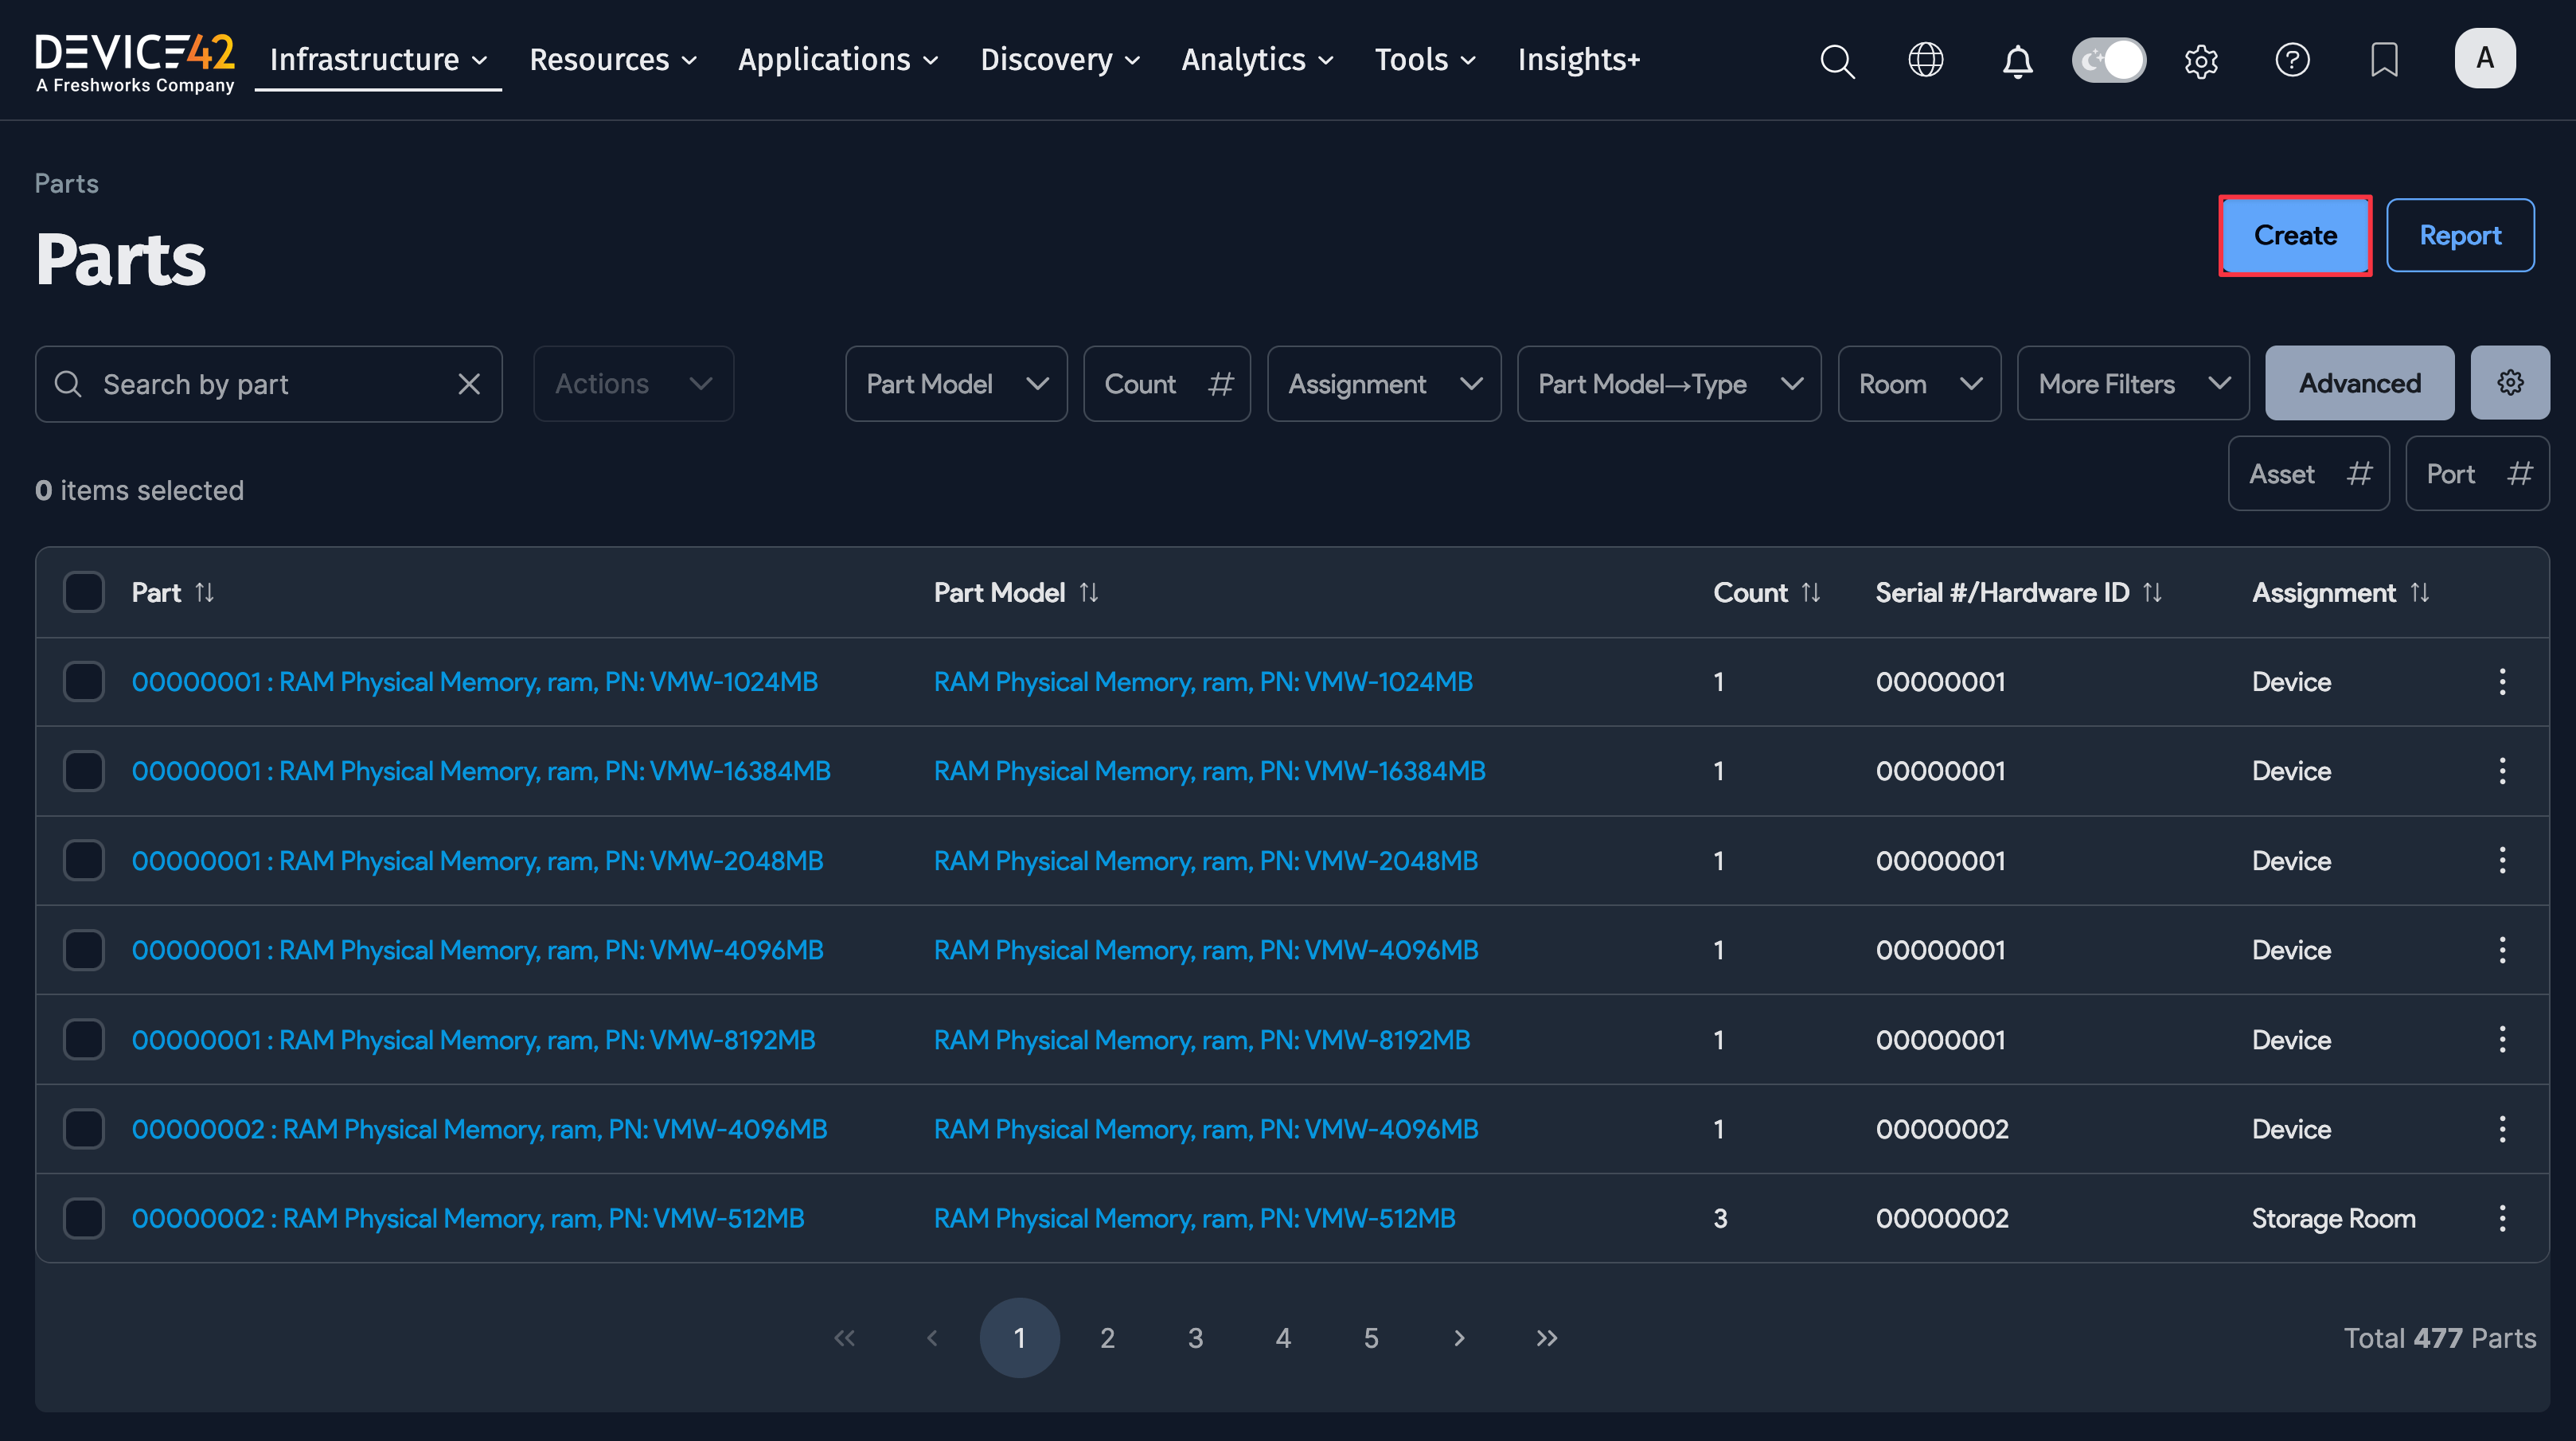 DEVICE42
A Freshworks Company
Infrastructure
Resources
Applications
Discovery
Analytics
Tools
Insights+
A
Parts
Parts
Create
Report
Search by part
Actions
Part Model
Count #
Assignment
Part Model→Type
Room
More Filters
Advanced
Asset #
Port #
0 items selected
Part Part Model Count Serial #/Hardware ID Assignment
00000001 : RAM Physical Memory, ram, PN: VMW-1024MB RAM Physical Memory, ram, PN: VMW-1024MB 1 00000001 Device
00000001 : RAM Physical Memory, ram, PN: VMW-16384MB RAM Physical Memory, ram, PN: VMW-16384MB 1 00000001 Device
00000001 : RAM Physical Memory, ram, PN: VMW-2048MB RAM Physical Memory, ram, PN: VMW-2048MB 1 00000001 Device
00000001 : RAM Physical Memory, ram, PN: VMW-4096MB RAM Physical Memory, ram, PN: VMW-4096MB 1 00000001 Device
00000001 : RAM Physical Memory, ram, PN: VMW-8192MB RAM Physical Memory, ram, PN: VMW-8192MB 1 00000001 Device
00000002 : RAM Physical Memory, ram, PN: VMW-4096MB RAM Physical Memory, ram, PN: VMW-4096MB 1 00000002 Device
00000002 : RAM Physical Memory, ram, PN: VMW-512MB RAM Physical Memory, ram, PN: VMW-512MB 3 00000002 Storage Room
« ‹ 1 2 3 4 5 › »
Total 477 Parts